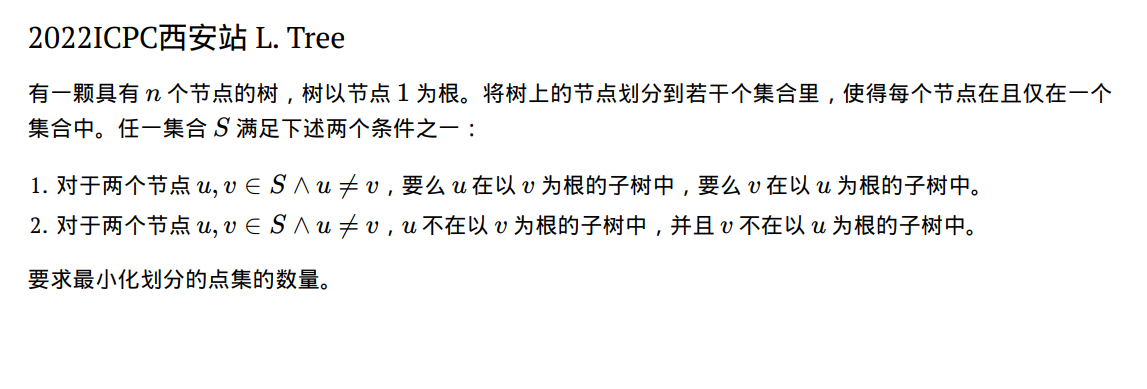 2022ICPC西安站 L. Tree
有一颗具有 n 个节点的树，树以节点 1 为根。将树上的节点划分到若干个集合里，使得每个节点在且仅在一个
集合中。任一集合 S 满足下述两个条件之一：
1. 对于两个节点 u, v ∈ S ∧ u ≠ v，要么 u 在以 v 为根的子树中，要么 v 在以 u 为根的子树中。
2. 对于两个节点 u, v ∈ S ∧ u ≠ v，u 不在以 v 为根的子树中，并且 v 不在以 u 为根的子树中。
要求最小化划分的点集的数量。